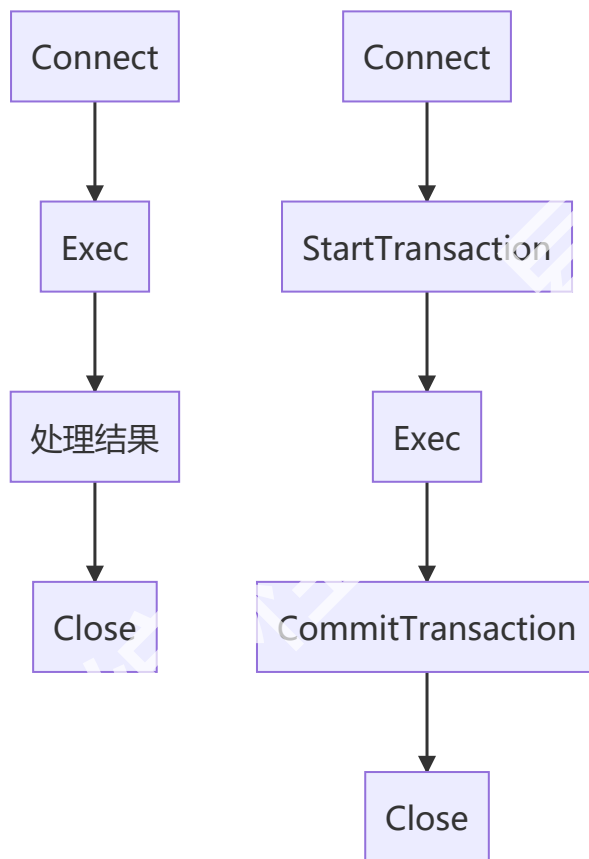 Connect
Exec
处理结果
Close
Connect
StartTransaction
Exec
CommitTransaction
Close